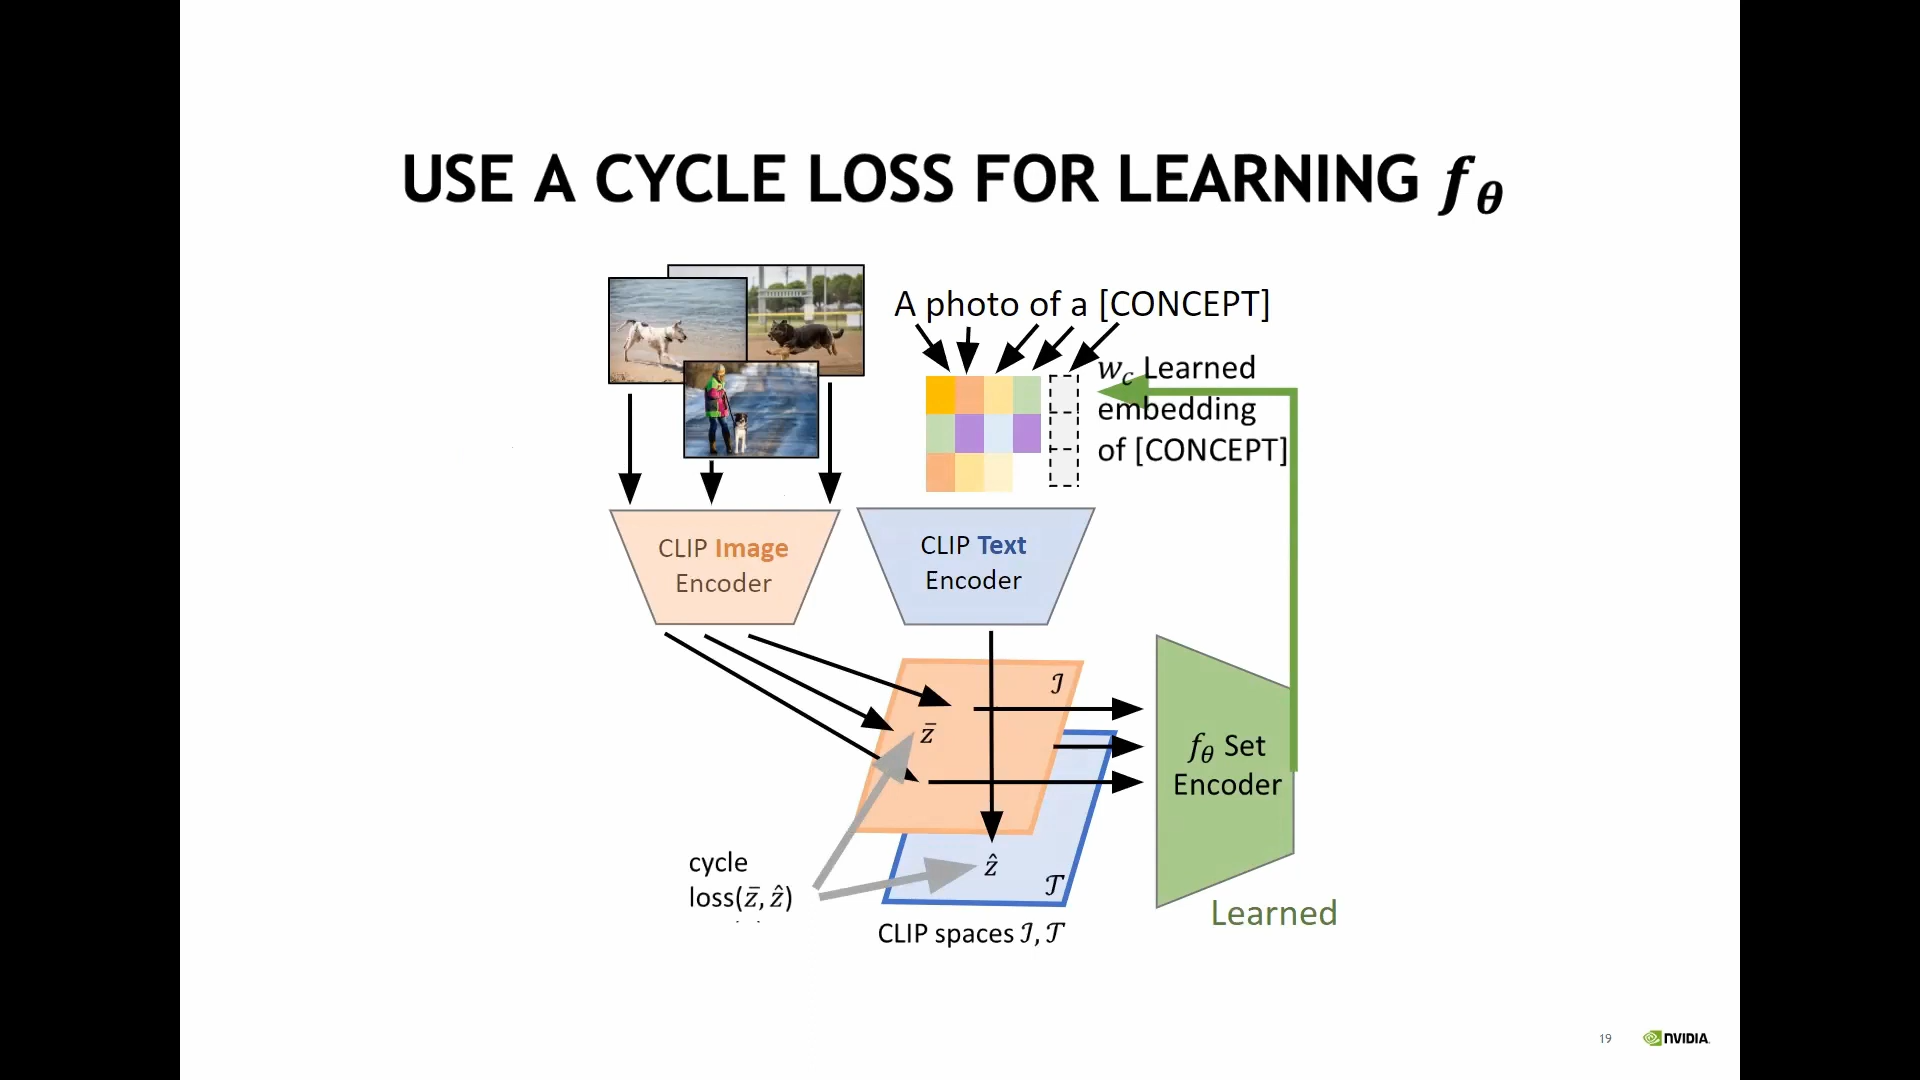 USE A CYCLE LOSS FOR LEARNING 𝒇𝜽
A photo of a [CONCEPT]
𝑤𝑐 Learned
embedding
of [CONCEPT]
CLIP Image
Encoder
CLIP Text
Encoder
ℐ
z̄
𝑓𝜃 Set
Encoder
cycle
loss(z̄, ẑ)
ẑ
𝒯
Learned
CLIP spaces ℐ, 𝒯
19
NVIDIA.